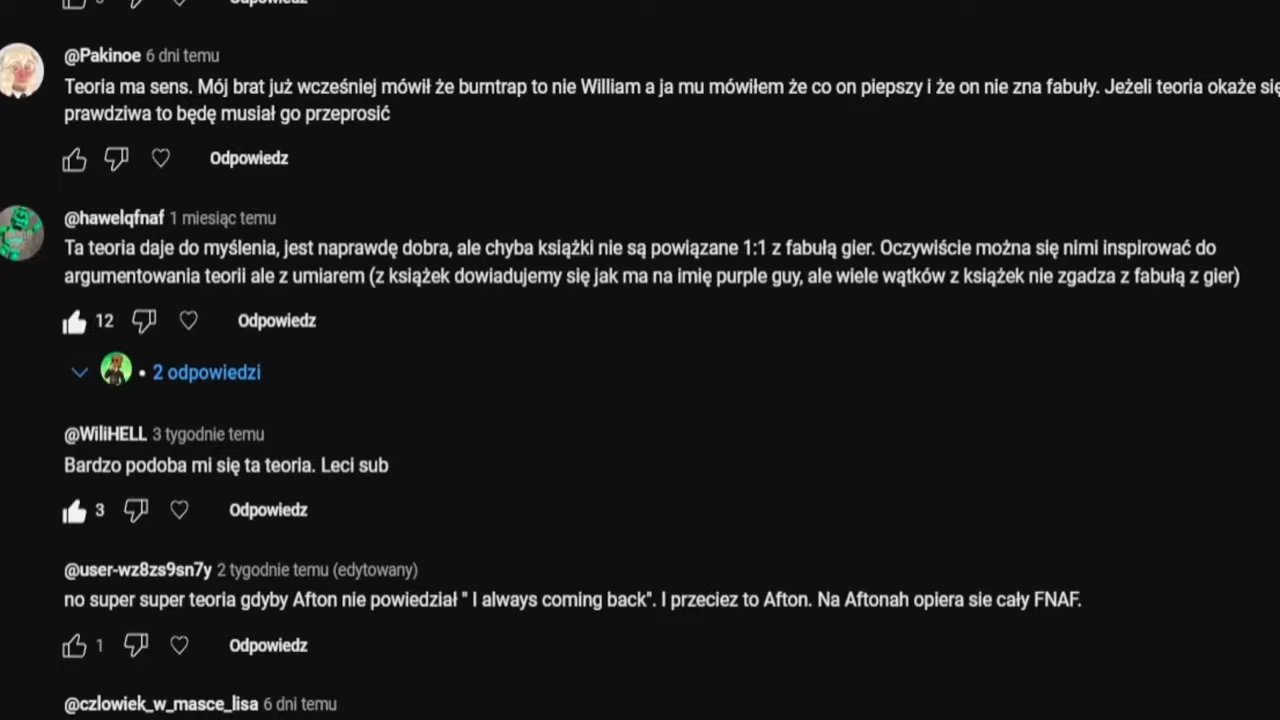 Odpowiedz
@Pakinoe 6 dni temu
Teoria ma sens. Mój brat już wcześniej mówił że burntrap to nie William a ja mu mówiłem że co on piepszy i że on nie zna fabuły. Jeżeli teoria okaże się
prawdziwa to będę musiał go przeprosić
Odpowiedz
@hawelqfnaf 1 miesiąc temu
Ta teoria daje do myślenia, jest naprawdę dobra, ale chyba książki nie są powiązane 1:1 z fabułą gier. Oczywiście można się nimi inspirować do
argumentowania teorii ale z umiarem (z książek dowiadujemy się jak ma na imię purple guy, ale wiele wątków z książek nie zgadza z fabułą z gier)
12 Odpowiedz
• 2 odpowiedzi
@WiliHELL 3 tygodnie temu
Bardzo podoba mi się ta teoria. Leci sub
3 Odpowiedz
@user-wz8zs9sn7y 2 tygodnie temu (edytowany)
no super super teoria gdyby Afton nie powiedział " I always coming back". I przeciez to Afton. Na Aftonah opiera sie cały FNAF.
1 Odpowiedz
@czlowiek_w_masce_lisa 6 dni temu